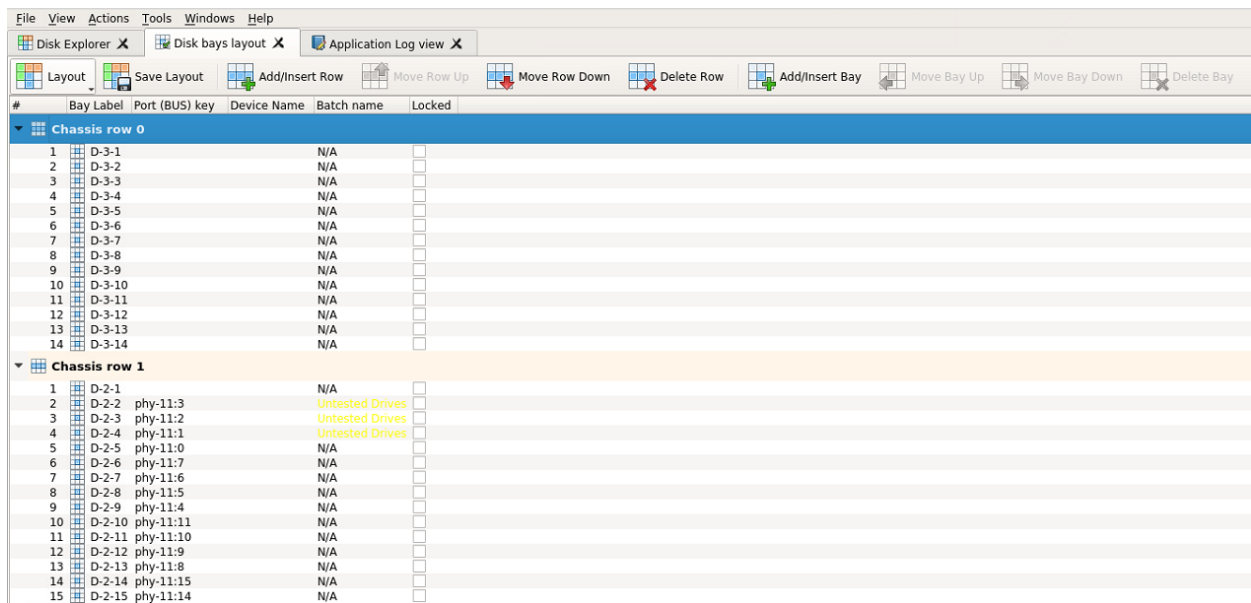 File View Actions Tools Windows Help
Disk Explorer X Disk bays layout X Application Log view X
Layout Save Layout Add/Insert Row Move Row Up Move Row Down Delete Row Add/Insert Bay Move Bay Up Move Bay Down Delete Bay
# Bay Label Port (BUS) key Device Name Batch name Locked
Chassis row 0
1 D-3-1 N/A
2 D-3-2 N/A
3 D-3-3 N/A
4 D-3-4 N/A
5 D-3-5 N/A
6 D-3-6 N/A
7 D-3-7 N/A
8 D-3-8 N/A
9 D-3-9 N/A
10 D-3-10 N/A
11 D-3-11 N/A
12 D-3-12 N/A
13 D-3-13 N/A
14 D-3-14 N/A
Chassis row 1
1 D-2-1 N/A
2 D-2-2 phy-11:3 Untested Drives
3 D-2-3 phy-11:2 Untested Drives
4 D-2-4 phy-11:1 Untested Drives
5 D-2-5 phy-11:0 N/A
6 D-2-6 phy-11:7 N/A
7 D-2-7 phy-11:6 N/A
8 D-2-8 phy-11:5 N/A
9 D-2-9 phy-11:4 N/A
10 D-2-10 phy-11:11 N/A
11 D-2-11 phy-11:10 N/A
12 D-2-12 phy-11:9 N/A
13 D-2-13 phy-11:8 N/A
14 D-2-14 phy-11:15 N/A
15 D-2-15 phy-11:14 N/A